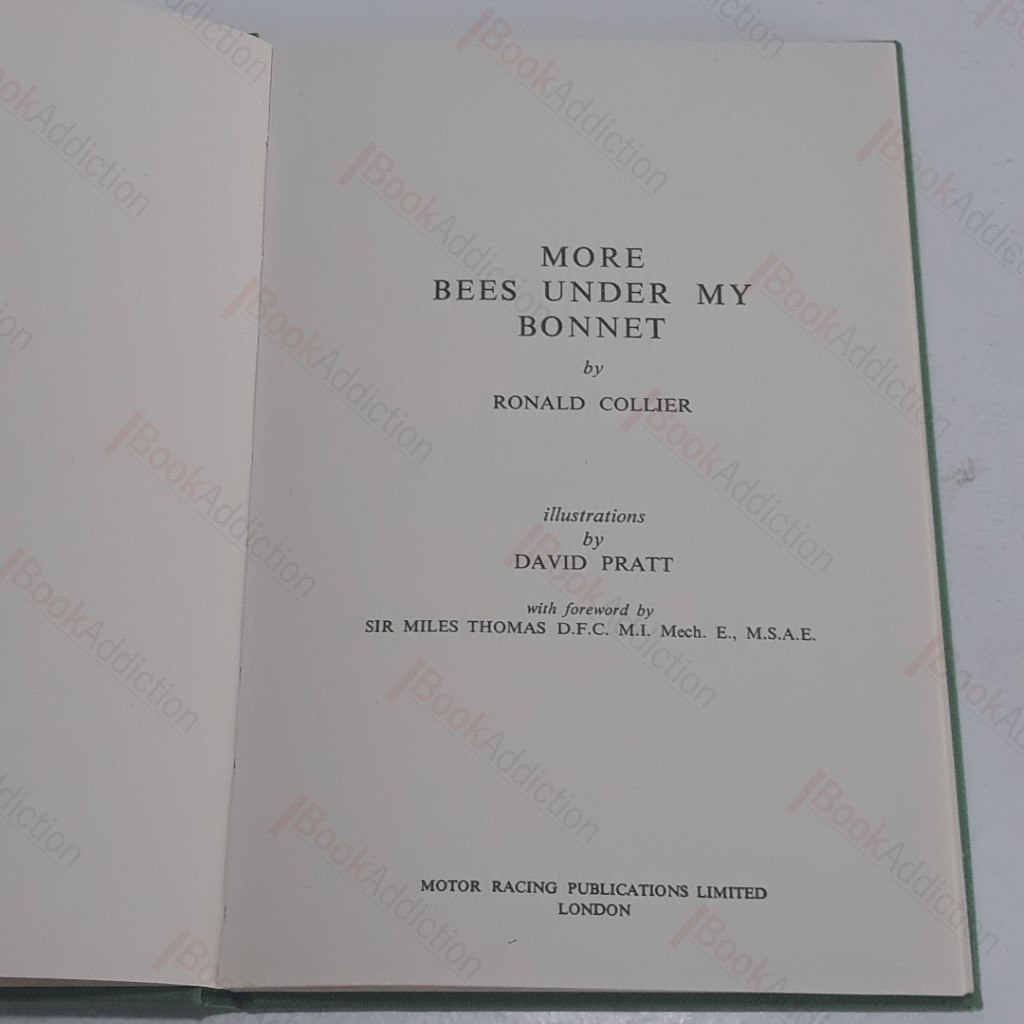 MORE
BEES UNDER MY
BONNET
by
RONALD COLLIER
illustrations
by
DAVID PRATT
with foreword by
SIR MILES THOMAS D.F.C. M.I. Mech. E., M.S.A.E.
MOTOR RACING PUBLICATIONS LIMITED
LONDON
BookAddiction